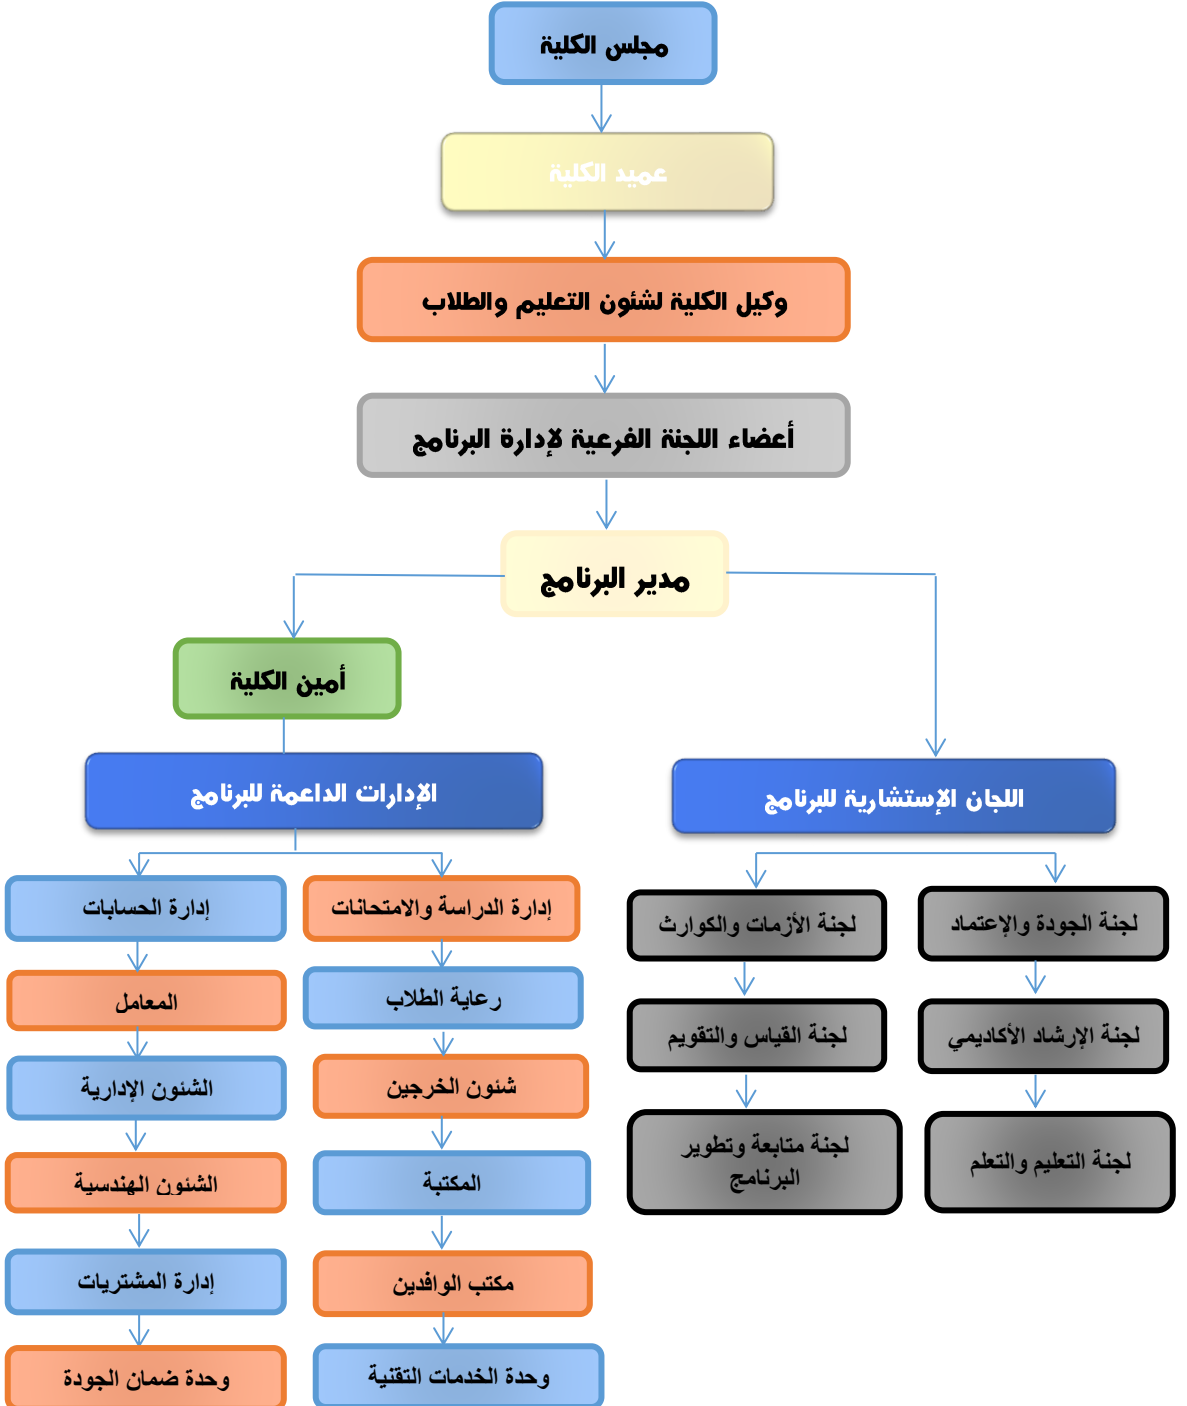 مجلس الكلية
عميد الكلية
وكيل الكلية لشئون التعليم والطلاب
أعضاء اللجنة الفرعية لإدارة البرنامج
مدير البرنامج
أمين الكلية
اللجان الإستشارية للبرنامج
الإدارات الداعمة للبرنامج
لجنة الجودة والإعتماد
لجنة الإرشاد الأكاديمي
لجنة التعليم والتعلم
لجنة الأزمات والكوارث
لجنة القياس والتقويم
لجنة متابعة وتطوير
البرنامج
إدارة الدراسة والامتحانات
رعاية الطلاب
شئون الخرجين
المكتبة
مكتب الوافدين
وحدة الخدمات التقنية
إدارة الحسابات
المعامل
الشئون الإدارية
الشئون الهندسية
إدارة المشتريات
وحدة ضمان الجودة